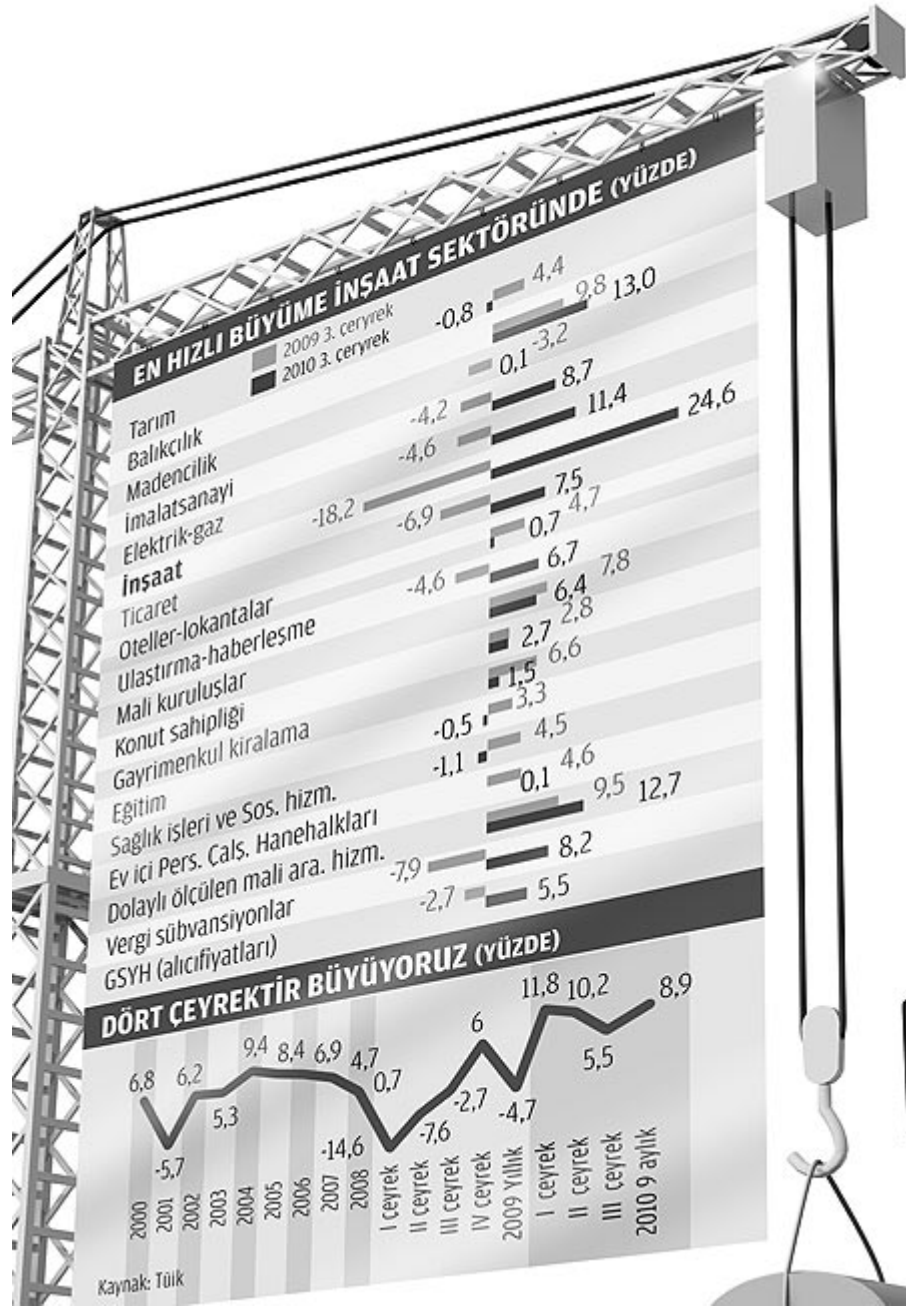 EN HIZLI BÜYÜME İNŞAAT SEKTÖRÜNDE (YÜZDE)
2009 3. ceryrek
2010 3. ceryrek
Tarım -0,8 4,4
Balıkçılık 9,8 13,0
Madencilik 0,1 -3,2
İmalatsanayi -4,2 8,7
Elektrik-gaz -4,6 11,4
İnşaat -18,2 24,6
Ticaret -6,9 7,5
Oteller-lokantalar 0,7 4,7
Ulaştırma-haberleşme -4,6 6,7
Mali kuruluşlar 6,4 7,8
Konut sahipliği 2,7 2,8
Gayrimenkul kiralama 1,5 6,6
Eğitim -0,5 3,3
Sağlık işleri ve Sos. hizm. -1,1 4,5
Ev içi Pers. Çalş. Hanehalkları 0,1 4,6
Dolaylı ölçülen mali ara. hizm. 9,5 12,7
Vergi sübvansiyonlar -7,9 8,2
GSYH (alıcıfiyatları) -2,7 5,5
DÖRT ÇEYREKTİR BÜYÜYORUZ (YÜZDE)
6,8 -5,7 6,2 5,3 9,4 8,4 6,9 4,7 0,7 -14,6 -7,6 -2,7 6 -4,7 11,8 10,2 5,5 8,9
2000 2001 2002 2003 2004 2005 2006 2007 2008 I çeyrek II çeyrek III çeyrek IV çeyrek 2009 Yıllık I çeyrek II çeyrek III çeyrek 2010 9 aylık
Kaynak: Tüik